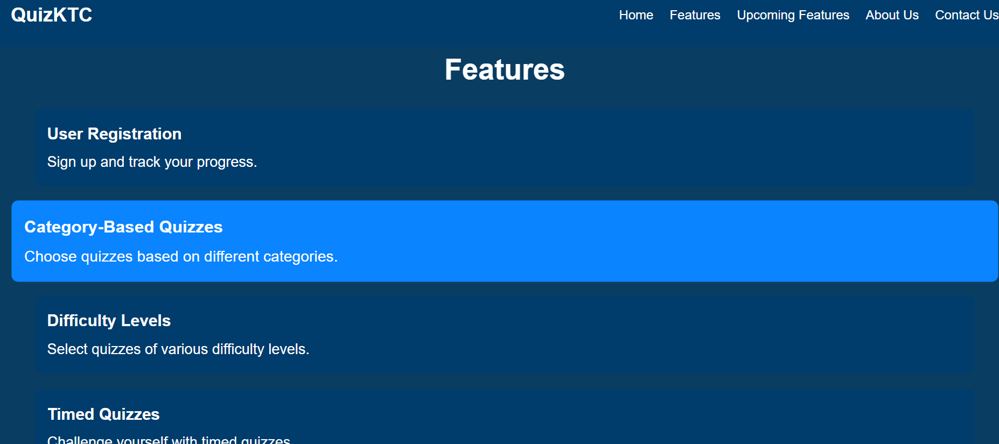 QuizKTC
Home Features Upcoming Features About Us Contact Us
Features
User Registration
Sign up and track your progress.
Category-Based Quizzes
Choose quizzes based on different categories.
Difficulty Levels
Select quizzes of various difficulty levels.
Timed Quizzes
Challenge yourself with timed quizzes.